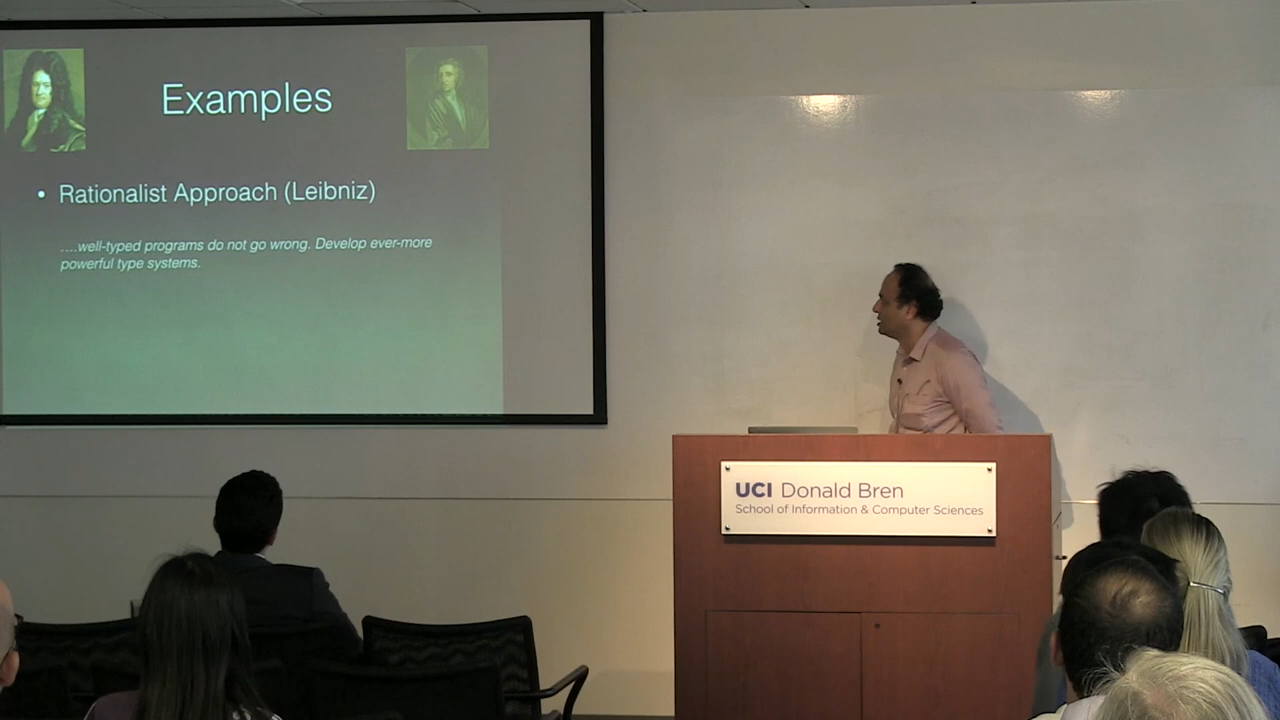 Examples
• Rationalist Approach (Leibniz)
....well-typed programs do not go wrong. Develop ever-more
powerful type systems.
UCI Donald Bren
School of Information & Computer Sciences